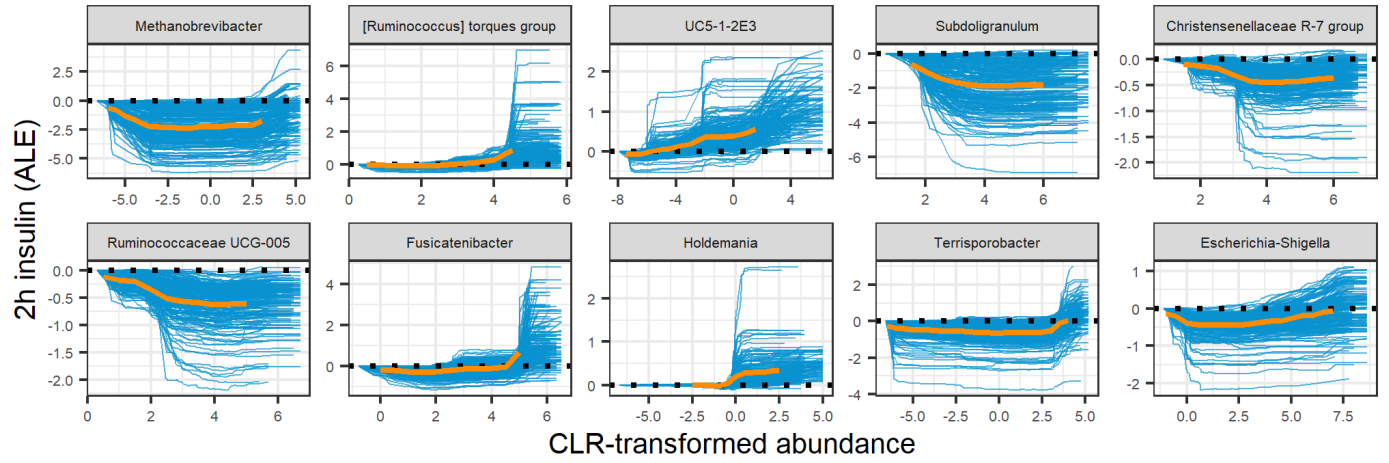 Methanobrevibacter
[Ruminococcus] torques group
UC5-1-2E3
Subdoligranulum
Christensenellaceae R-7 group
2.5
0.0
-2.5
-5.0
-5.0 -2.5 0.0 2.5 5.0
6
4
2
0
0 2 4 6
2
1
0
-8 -4 0 4
0
-2
-4
-6
2 4 6
0.0
-0.5
-1.0
-1.5
-2.0
2 4 6
2h insulin (ALE)
Ruminococcaceae UCG-005
Fusicatenibacter
Holdemania
Terrisporobacter
Escherichia-Shigella
0.0
-0.5
-1.0
-1.5
-2.0
0 2 4 6
4
2
0
0 2 4 6
2
1
0
-5.0 -2.5 0.0 2.5 5.0
2
0
-2
-4
-5.0 -2.5 0.0 2.5 5.0
1
0
-1
-2
0.0 2.5 5.0 7.5
CLR-transformed abundance